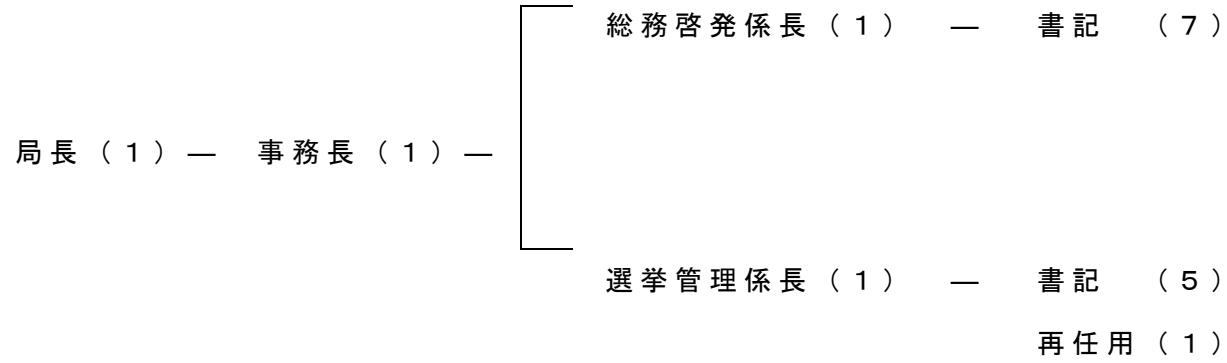 総務啓発係長（1） ― 書記 （7）
局長（1）― 事務長（1）―
選挙管理係長（1） ― 書記 （5）
再任用（1）